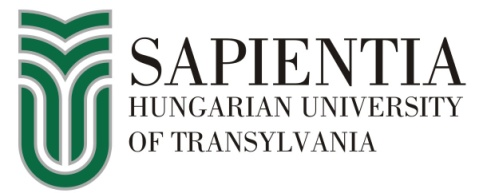 SAPIENTIA
HUNGARIAN UNIVERSITY
OF TRANSYLVANIA